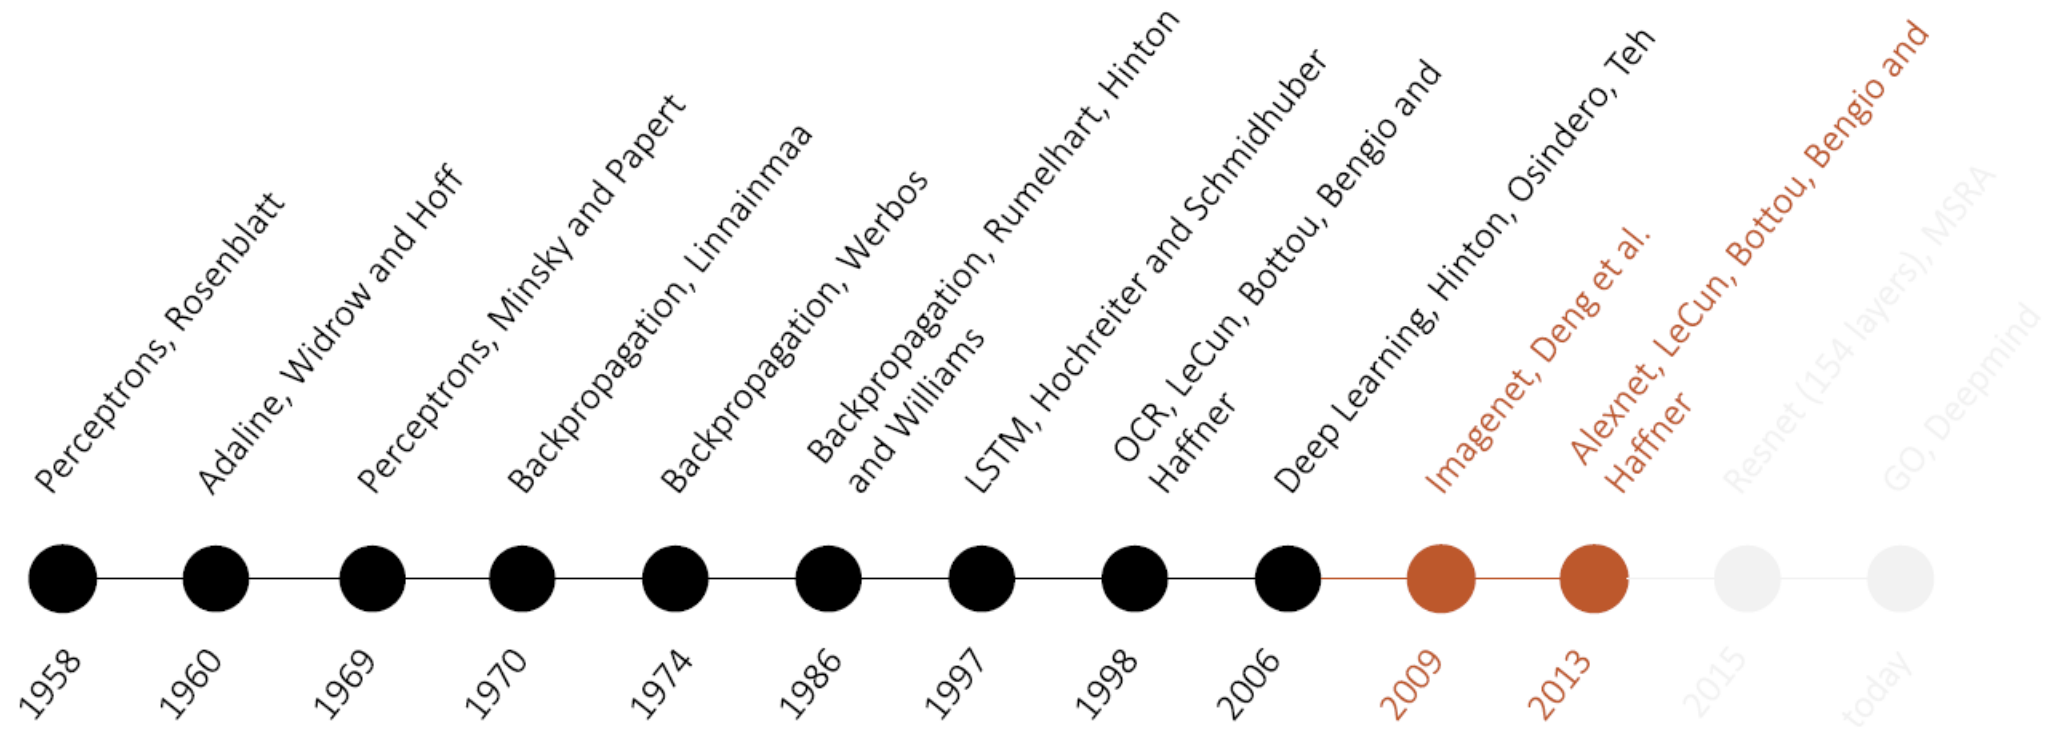 Perceptrons, Rosenblatt
Adaline, Widrow and Hoff
Perceptrons, Minsky and Papert
Backpropagation, Linnainmaa
Backpropagation, Werbos
Backpropagation, Rumelhart, Hinton
and Williams
LSTM, Hochreiter and Schmidhuber
OCR, LeCun, Bottou, Bengio and
Haffner
Deep Learning, Hinton, Osindero, Teh
Imagenet, Deng et al.
Alexnet, LeCun, Bottou, Bengio and
Haffner
Resnet (154 layers), MSRA
GO, Deepmind
1958
1960
1969
1970
1974
1986
1997
1998
2006
2009
2013
2015
today